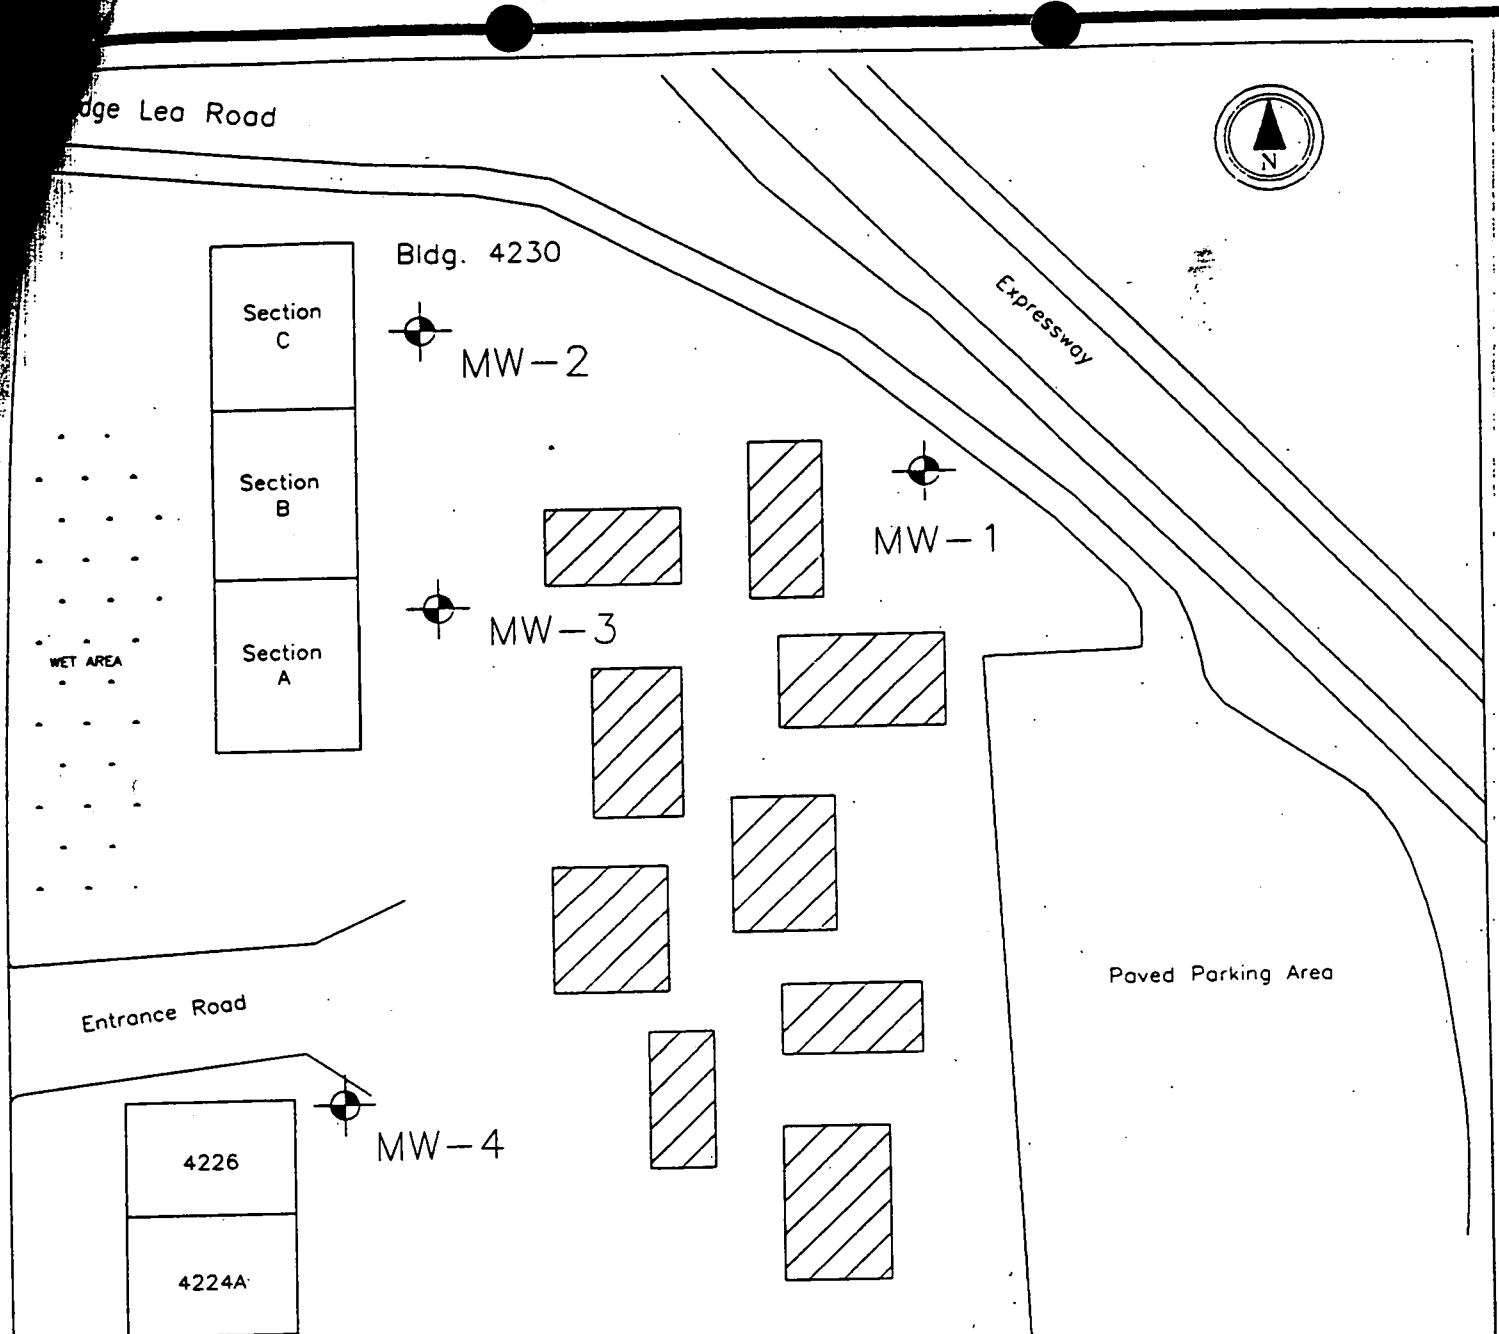 Lea Road
N
Bldg. 4230
Section
C
MW-2
Expressway
Section
B
MW-1
MW-3
Section
A
WET AREA
Paved Parking Area
Entrance Road
MW-4
4226
4224A